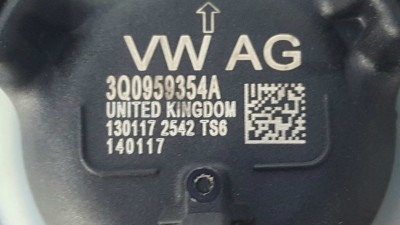 VW AG
3Q0959354A
UNITED KINGDOM
130117 2542 TS6
140117